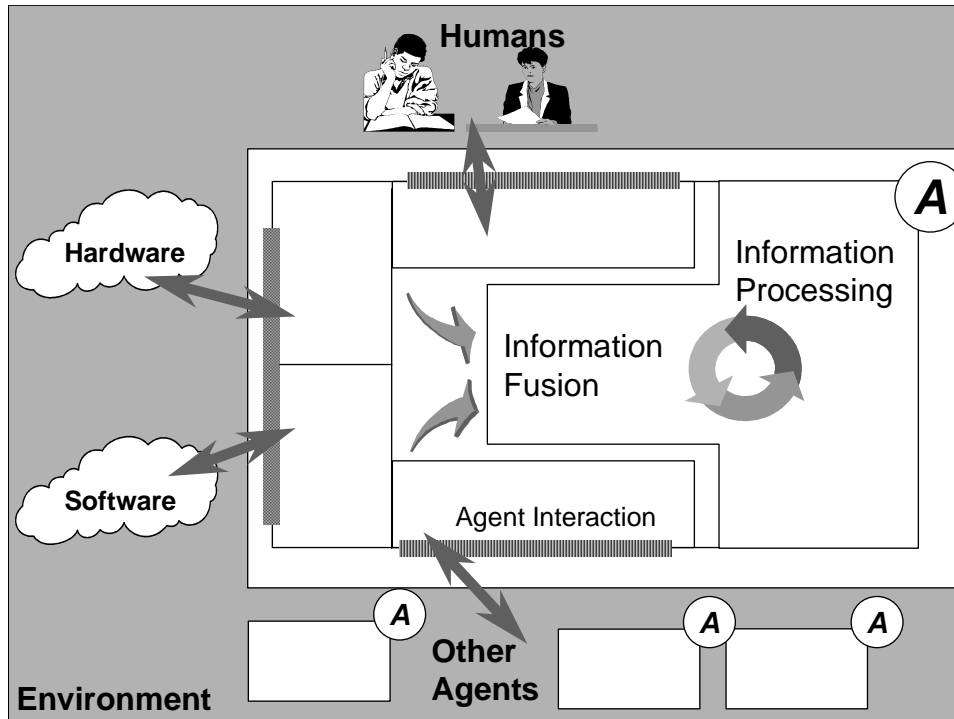 Humans
A
Hardware
Information
Processing
Information
Fusion
Software
Agent Interaction
A
Other
Agents
A
A
Environment